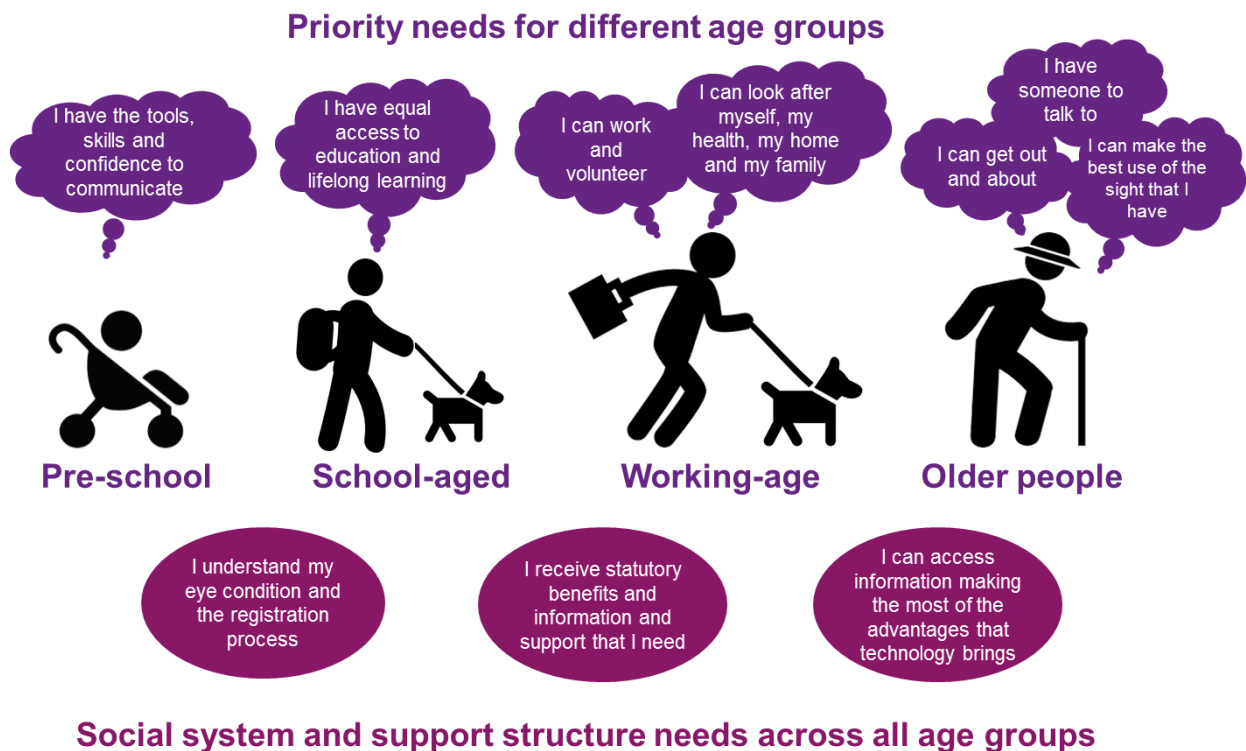 Priority needs for different age groups
I have the tools,
skills and
confidence to
communicate
I have equal
access to
education and
lifelong learning
I can work
and
volunteer
I can look after
myself, my
health, my home
and my family
I can get out
and about
I have
someone to
talk to
I can make the
best use of the
sight that I
have
Pre-school
School-aged
Working-age
Older people
I understand my
eye condition and
the registration
process
I receive statutory
benefits and
information and
support that I need
I can access
information making
the most of the
advantages that
technology brings
Social system and support structure needs across all age groups